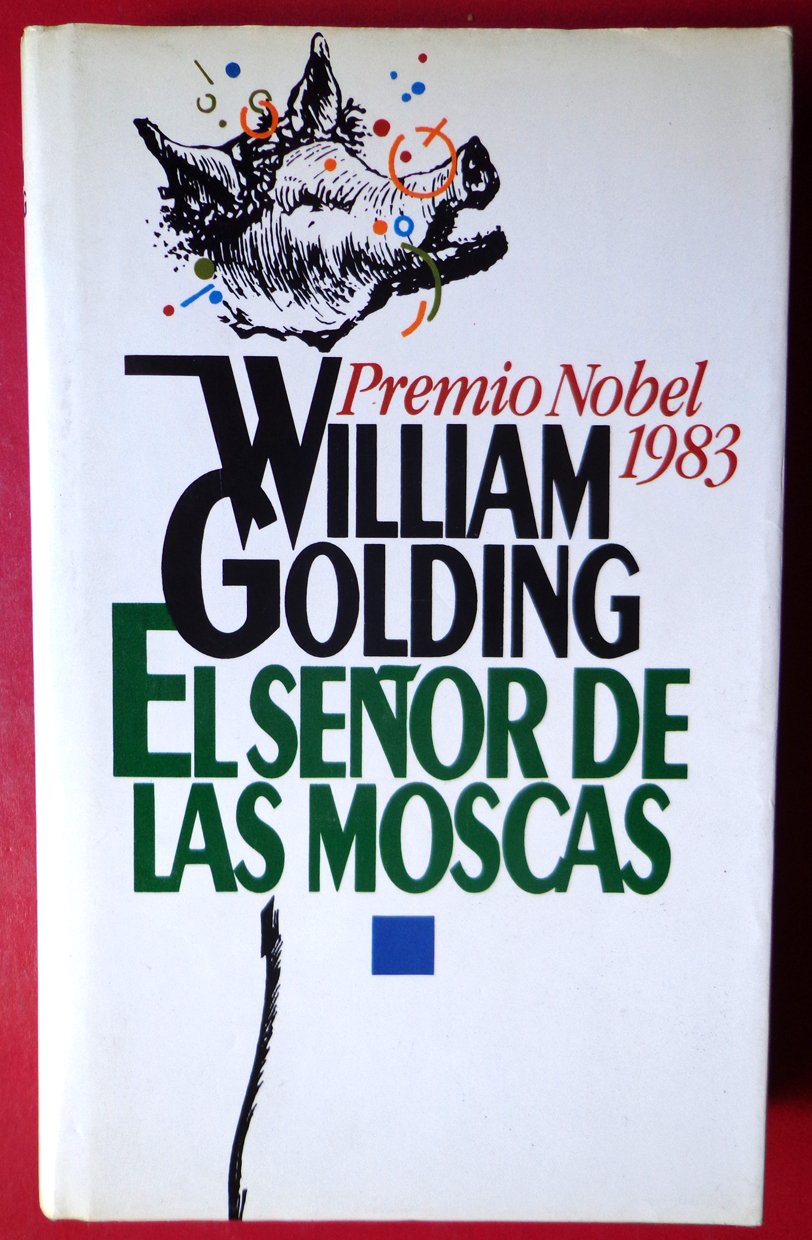 Premio Nobel
1983
WILLIAM
GOLDING
EL SEÑOR DE
LAS MOSCAS